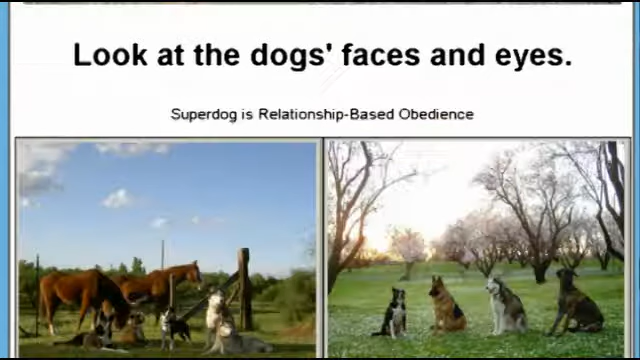 Look at the dogs' faces and eyes.
Superdog is Relationship-Based Obedience